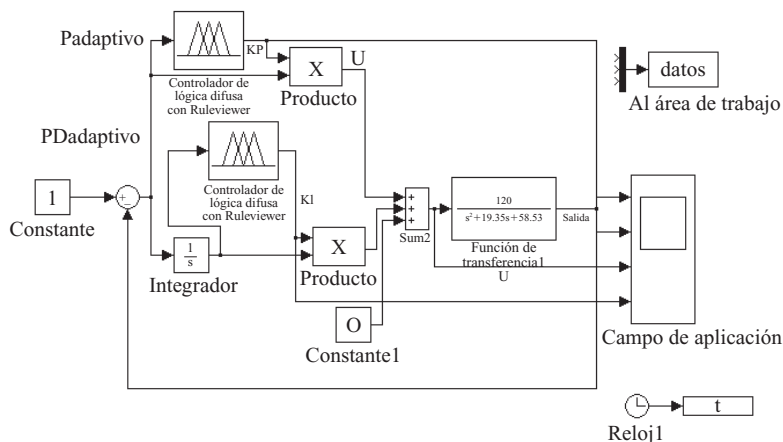 Padaptivo
KP
U
X
Controlador de
lógica difusa
con Ruleviewer
Producto
datos
Al área de trabajo
PDadaptivo
Controlador de
lógica difusa
con Ruleviewer
KI
1
Constante
+
−
+
+
+
Sum2
120
s²+19.35s+58.53
Salida
Función de
transferencia1
U
1
s
Integrador
X
Producto
O
Constante1
Campo de aplicación
t
Reloj1